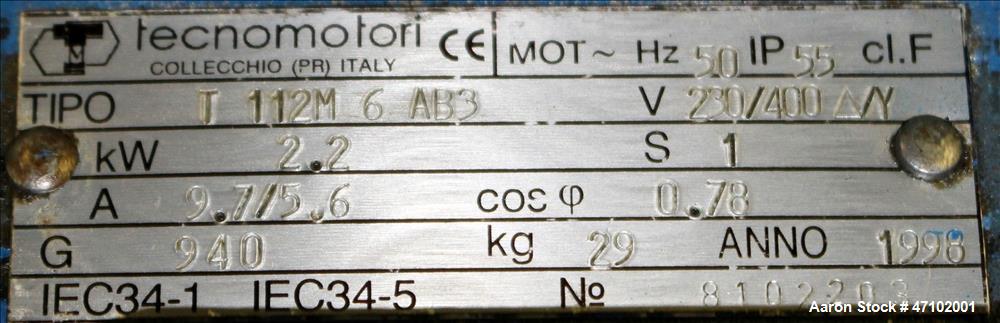 tecnomotori CE MOT ~ Hz 50 IP 55 cl.F
COLLECCHIO (PR) ITALY
TIPO T 112M 6 AB3 V 230/400 Δ/Y
kW 2.2 S 1
A 9.7/5.6 cosε φ 0.78
G 940 kg 29 ANNO 1998
IEC34-1 IEC34-5 № 8102203
Aaron Stock # 47102001